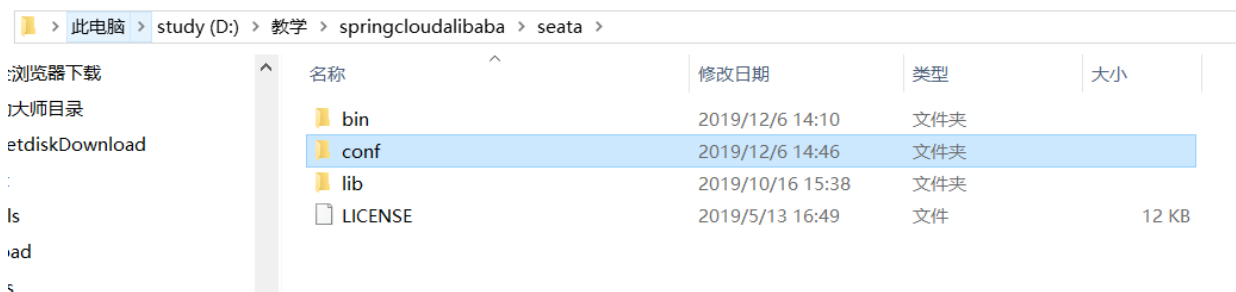 此电脑 > study (D:) > 教学 > springcloudalibaba > seata >
浏览器下载
大师目录
etdiskDownload
ls
名称 修改日期 类型 大小
bin 2019/12/6 14:10 文件夹
conf 2019/12/6 14:46 文件夹
lib 2019/10/16 15:38 文件夹
LICENSE 2019/5/13 16:49 文件 12 KB